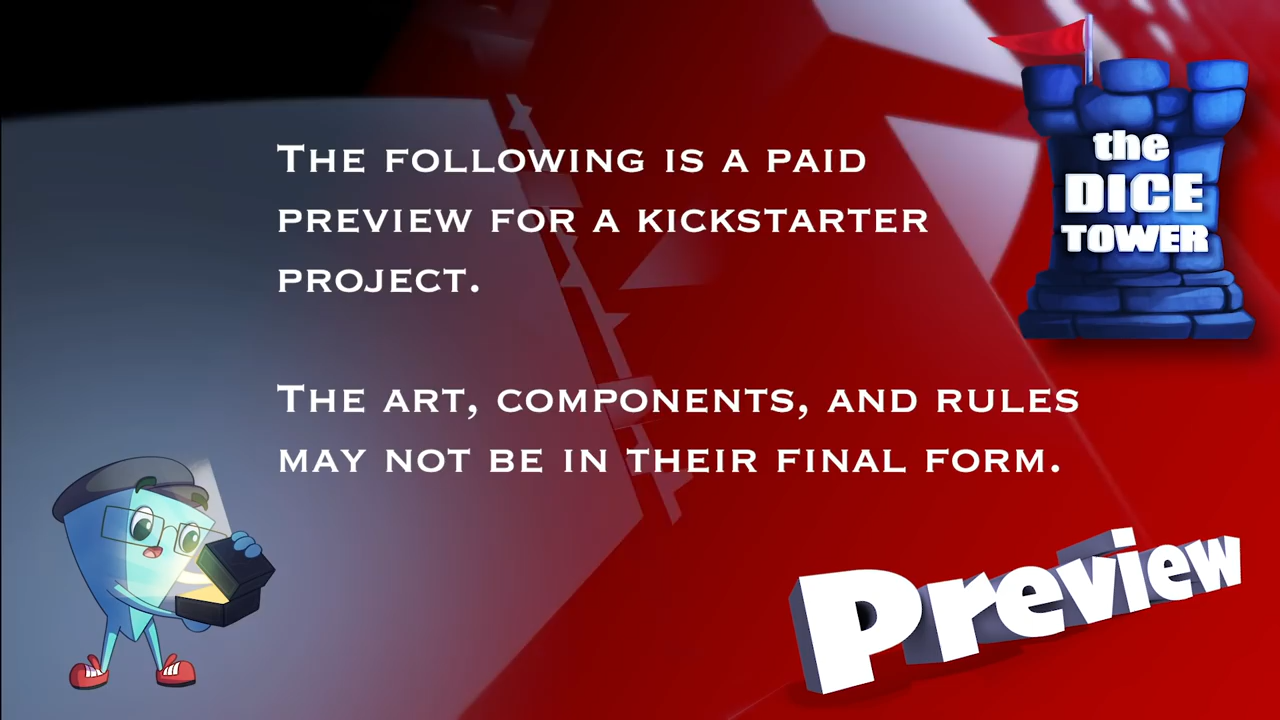 THE FOLLOWING IS A PAID
PREVIEW FOR A KICKSTARTER
PROJECT.
THE ART, COMPONENTS, AND RULES
MAY NOT BE IN THEIR FINAL FORM.
the
DICE
TOWER
Preview